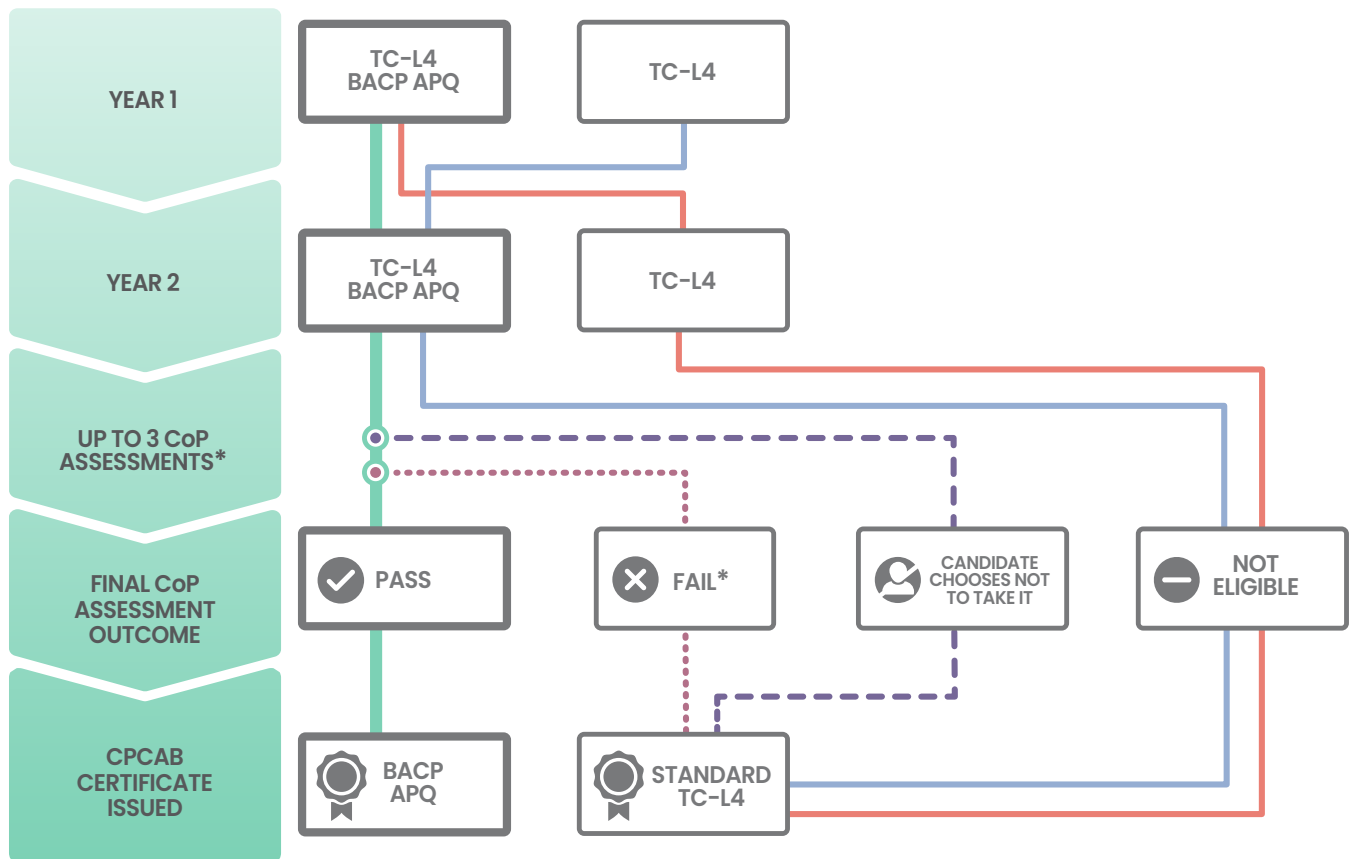 YEAR 1
TC-L4
BACP APQ
TC-L4
YEAR 2
TC-L4
BACP APQ
TC-L4
UP TO 3 CoP
ASSESSMENTS*
FINAL CoP
ASSESSMENT
OUTCOME
PASS
FAIL*
CANDIDATE
CHOOSES NOT
TO TAKE IT
NOT
ELIGIBLE
CPCAB
CERTIFICATE
ISSUED
BACP
APQ
STANDARD
TC-L4